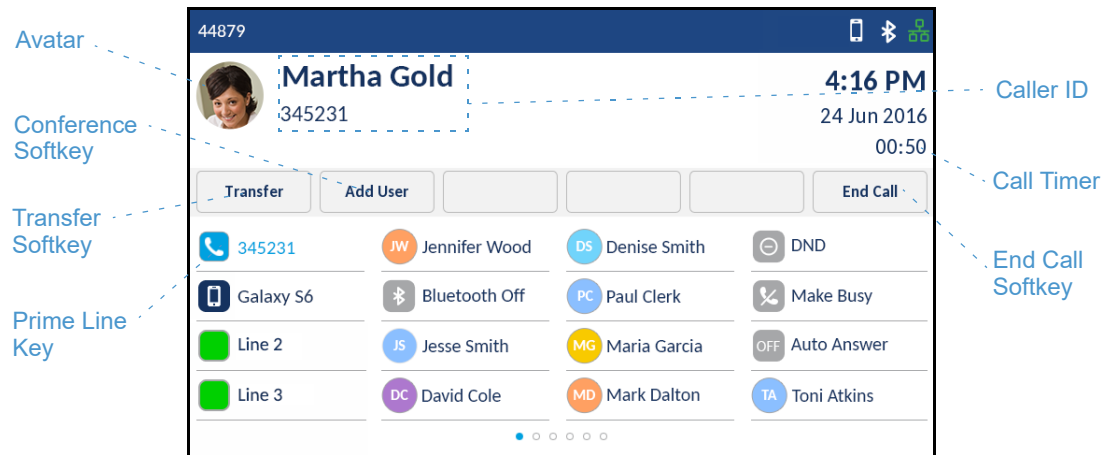 44879
Avatar
Martha Gold
345231
4:16 PM
24 Jun 2016
00:50
Caller ID
Conference
Softkey
Call Timer
Transfer
Add User
End Call
Transfer
Softkey
End Call
Softkey
345231
JW Jennifer Wood
DS Denise Smith
DND
Galaxy S6
Bluetooth Off
PC Paul Clerk
Make Busy
Prime Line
Key
Line 2
JS Jesse Smith
MG Maria Garcia
OFF Auto Answer
Line 3
DC David Cole
MD Mark Dalton
TA Toni Atkins